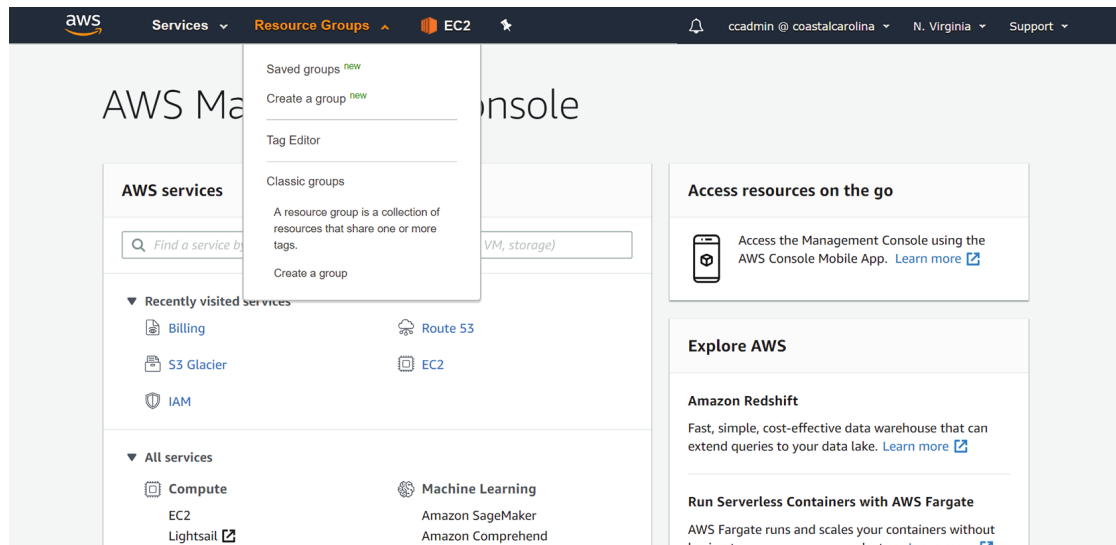 aws Services Resource Groups EC2 ccadmin @ coastalcarolina N. Virginia Support
Saved groups new
Create a group new
Tag Editor
Classic groups
A resource group is a collection of
resources that share one or more
tags.
Create a group
AWS Ma nsole
AWS services
Find a service by VM, storage)
Recently visited services
Billing
Route 53
S3 Glacier
EC2
IAM
All services
Compute
EC2
Lightsail
Machine Learning
Amazon SageMaker
Amazon Comprehend
Access resources on the go
Access the Management Console using the
AWS Console Mobile App. Learn more
Explore AWS
Amazon Redshift
Fast, simple, cost-effective data warehouse that can
extend queries to your data lake. Learn more
Run Serverless Containers with AWS Fargate
AWS Fargate runs and scales your containers without